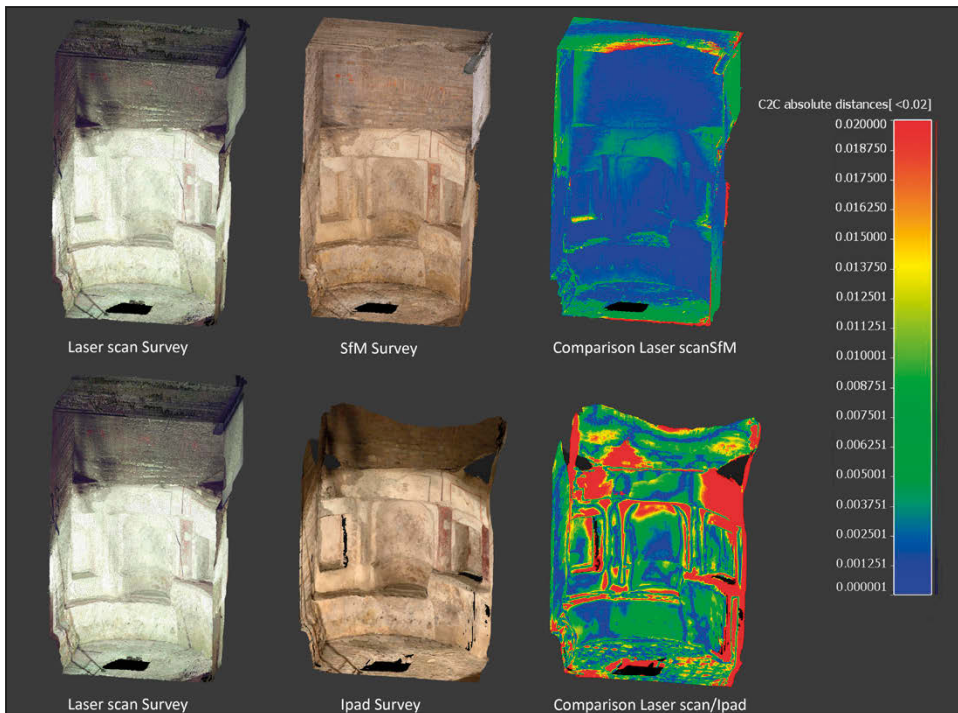 Laser scan Survey
SfM Survey
Comparison Laser scanSfM
Laser scan Survey
Ipad Survey
Comparison Laser scan/Ipad
C2C absolute distances[ <0.02]
0.020000
0.018750
0.017500
0.016250
0.015000
0.013750
0.012501
0.011251
0.010001
0.008751
0.007501
0.006251
0.005001
0.003751
0.002501
0.001251
0.000001